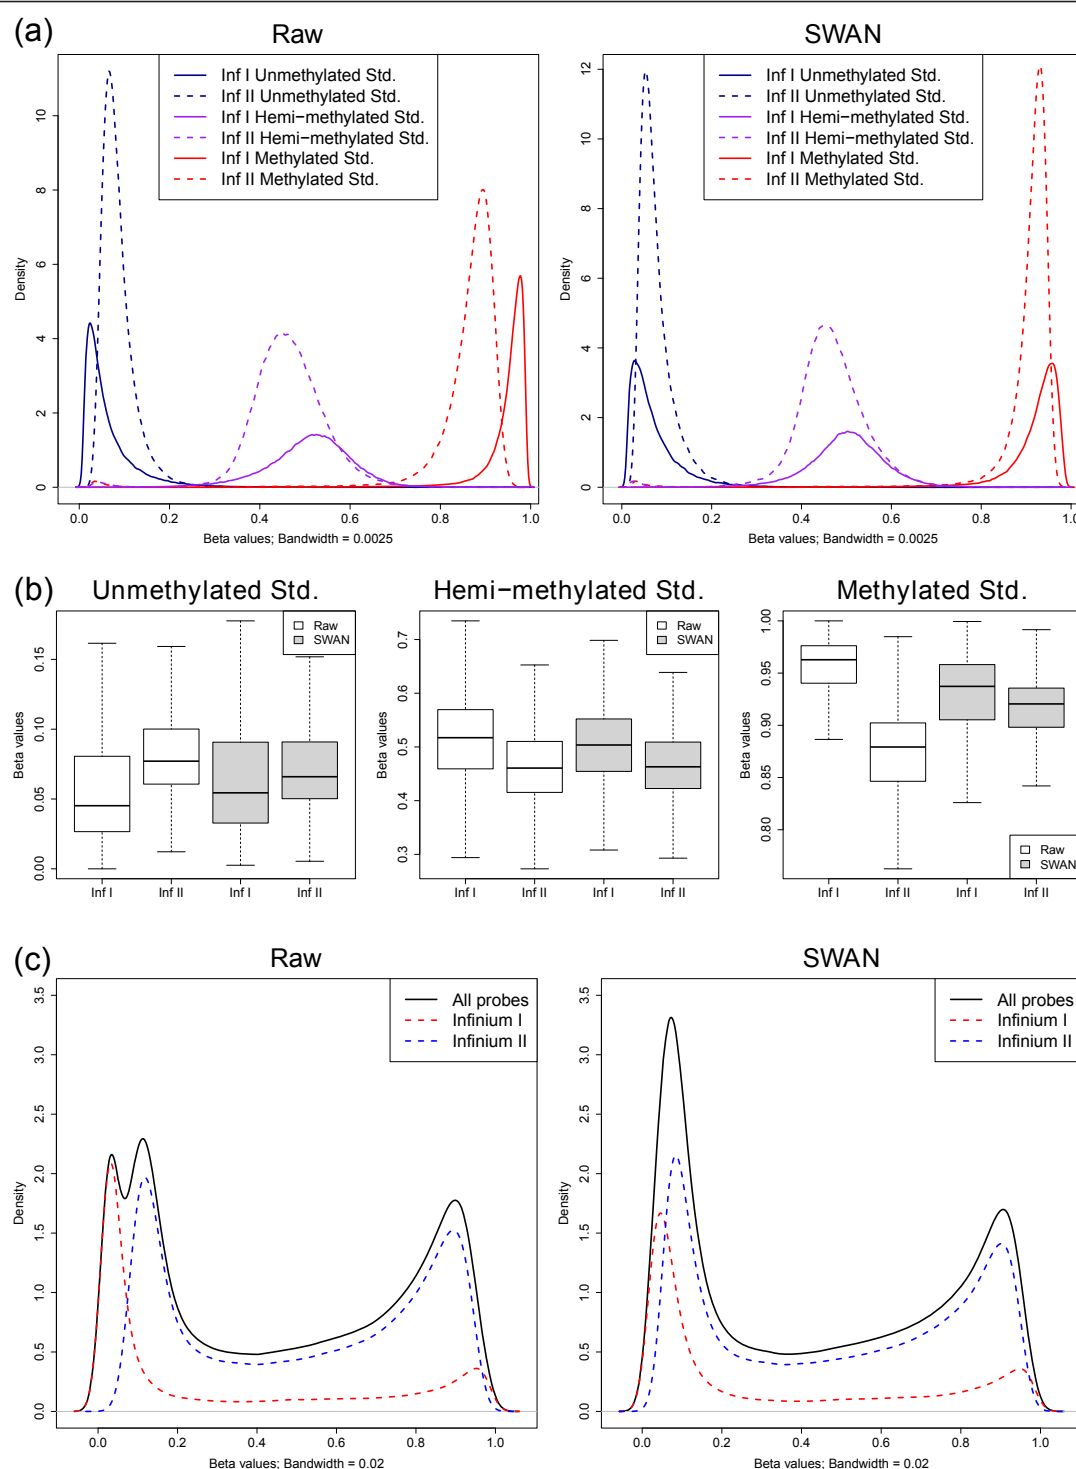 (a)
Raw
SWAN
Inf I Unmethylated Std.
Inf II Unmethylated Std.
Inf I Hemi−methylated Std.
Inf II Hemi−methylated Std.
Inf I Methylated Std.
Inf II Methylated Std.
Density
0 2 4 6 8 10
0.0 0.2 0.4 0.6 0.8 1.0
Beta values; Bandwidth = 0.0025
Inf I Unmethylated Std.
Inf II Unmethylated Std.
Inf I Hemi−methylated Std.
Inf II Hemi−methylated Std.
Inf I Methylated Std.
Inf II Methylated Std.
Density
0 2 4 6 8 10 12
0.0 0.2 0.4 0.6 0.8 1.0
Beta values; Bandwidth = 0.0025
(b)
Unmethylated Std.
Hemi−methylated Std.
Methylated Std.
Raw
SWAN
Beta values
0.00 0.05 0.10 0.15
Inf I Inf II Inf I Inf II
Raw
SWAN
Beta values
0.3 0.4 0.5 0.6 0.7
Inf I Inf II Inf I Inf II
Raw
SWAN
Beta values
0.80 0.85 0.90 0.95 1.00
Inf I Inf II Inf I Inf II
(c)
Raw
SWAN
All probes
Infinium I
Infinium II
Density
0.0 0.5 1.0 1.5 2.0 2.5 3.0 3.5
0.0 0.2 0.4 0.6 0.8 1.0
Beta values; Bandwidth = 0.02
All probes
Infinium I
Infinium II
Density
0.0 0.5 1.0 1.5 2.0 2.5 3.0 3.5
0.0 0.2 0.4 0.6 0.8 1.0
Beta values; Bandwidth = 0.02